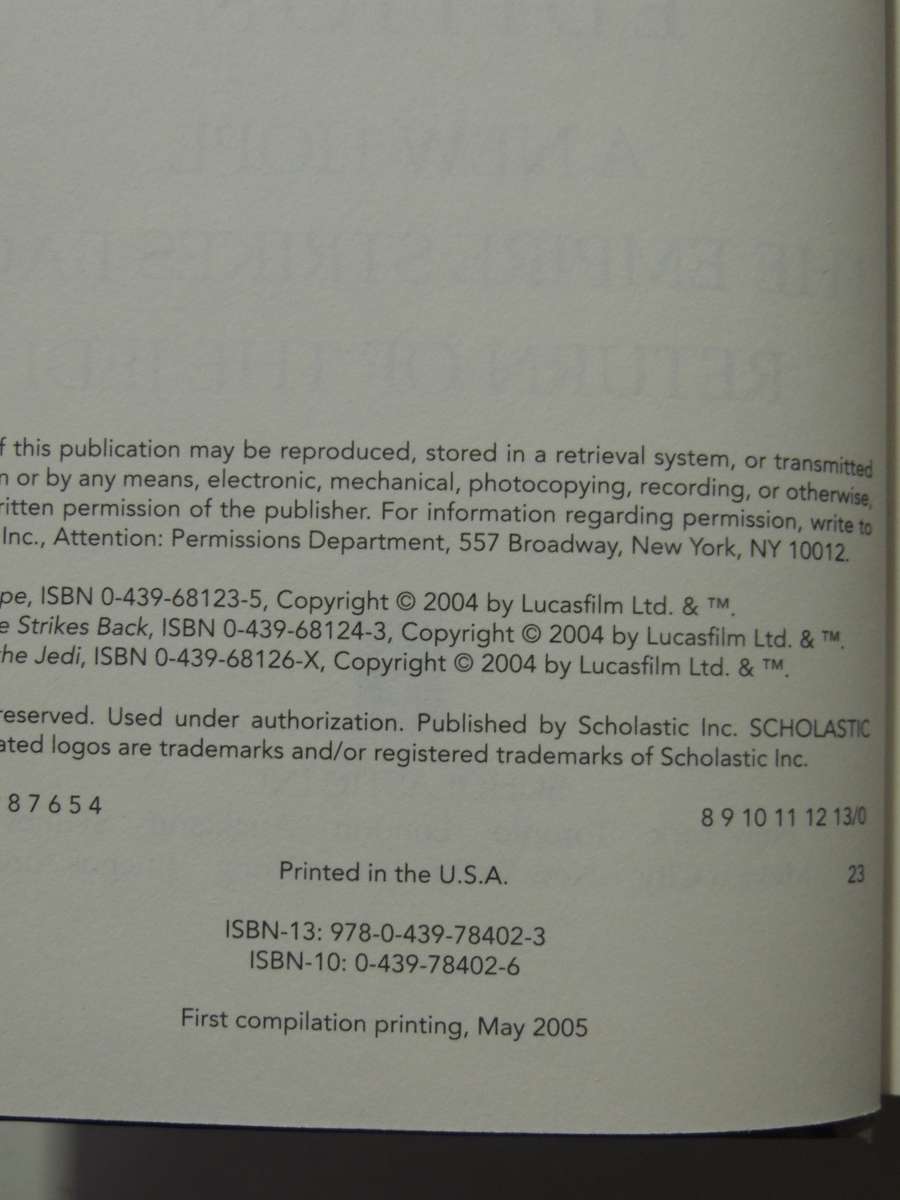 f this publication may be reproduced, stored in a retrieval system, or transmitted
n or by any means, electronic, mechanical, photocopying, recording, or otherwise,
ritten permission of the publisher. For information regarding permission, write to
Inc., Attention: Permissions Department, 557 Broadway, New York, NY 10012.
pe, ISBN 0-439-68123-5, Copyright © 2004 by Lucasfilm Ltd. & ™.
e Strikes Back, ISBN 0-439-68124-3, Copyright © 2004 by Lucasfilm Ltd. & ™.
the Jedi, ISBN 0-439-68126-X, Copyright © 2004 by Lucasfilm Ltd. & ™.
reserved. Used under authorization. Published by Scholastic Inc. SCHOLASTIC
ated logos are trademarks and/or registered trademarks of Scholastic Inc.
8 7 6 5 4 8 9 10 11 12 13/0
Printed in the U.S.A. 23
ISBN-13: 978-0-439-78402-3
ISBN-10: 0-439-78402-6
First compilation printing, May 2005